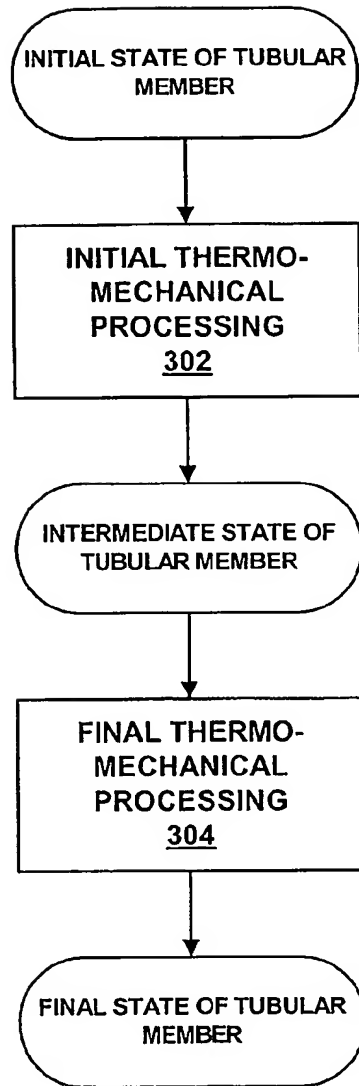 INITIAL STATE OF TUBULAR
MEMBER
INITIAL THERMO-
MECHANICAL
PROCESSING
302
INTERMEDIATE STATE OF
TUBULAR MEMBER
FINAL THERMO-
MECHANICAL
PROCESSING
304
FINAL STATE OF TUBULAR
MEMBER